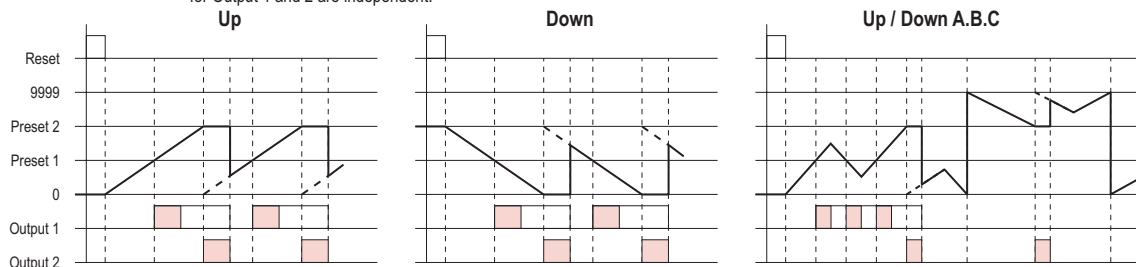 for Output 1 and 2 are independent.
Up
Down
Up / Down A.B.C
Reset
9999
Preset 2
Preset 1
0
Output 1
Output 2